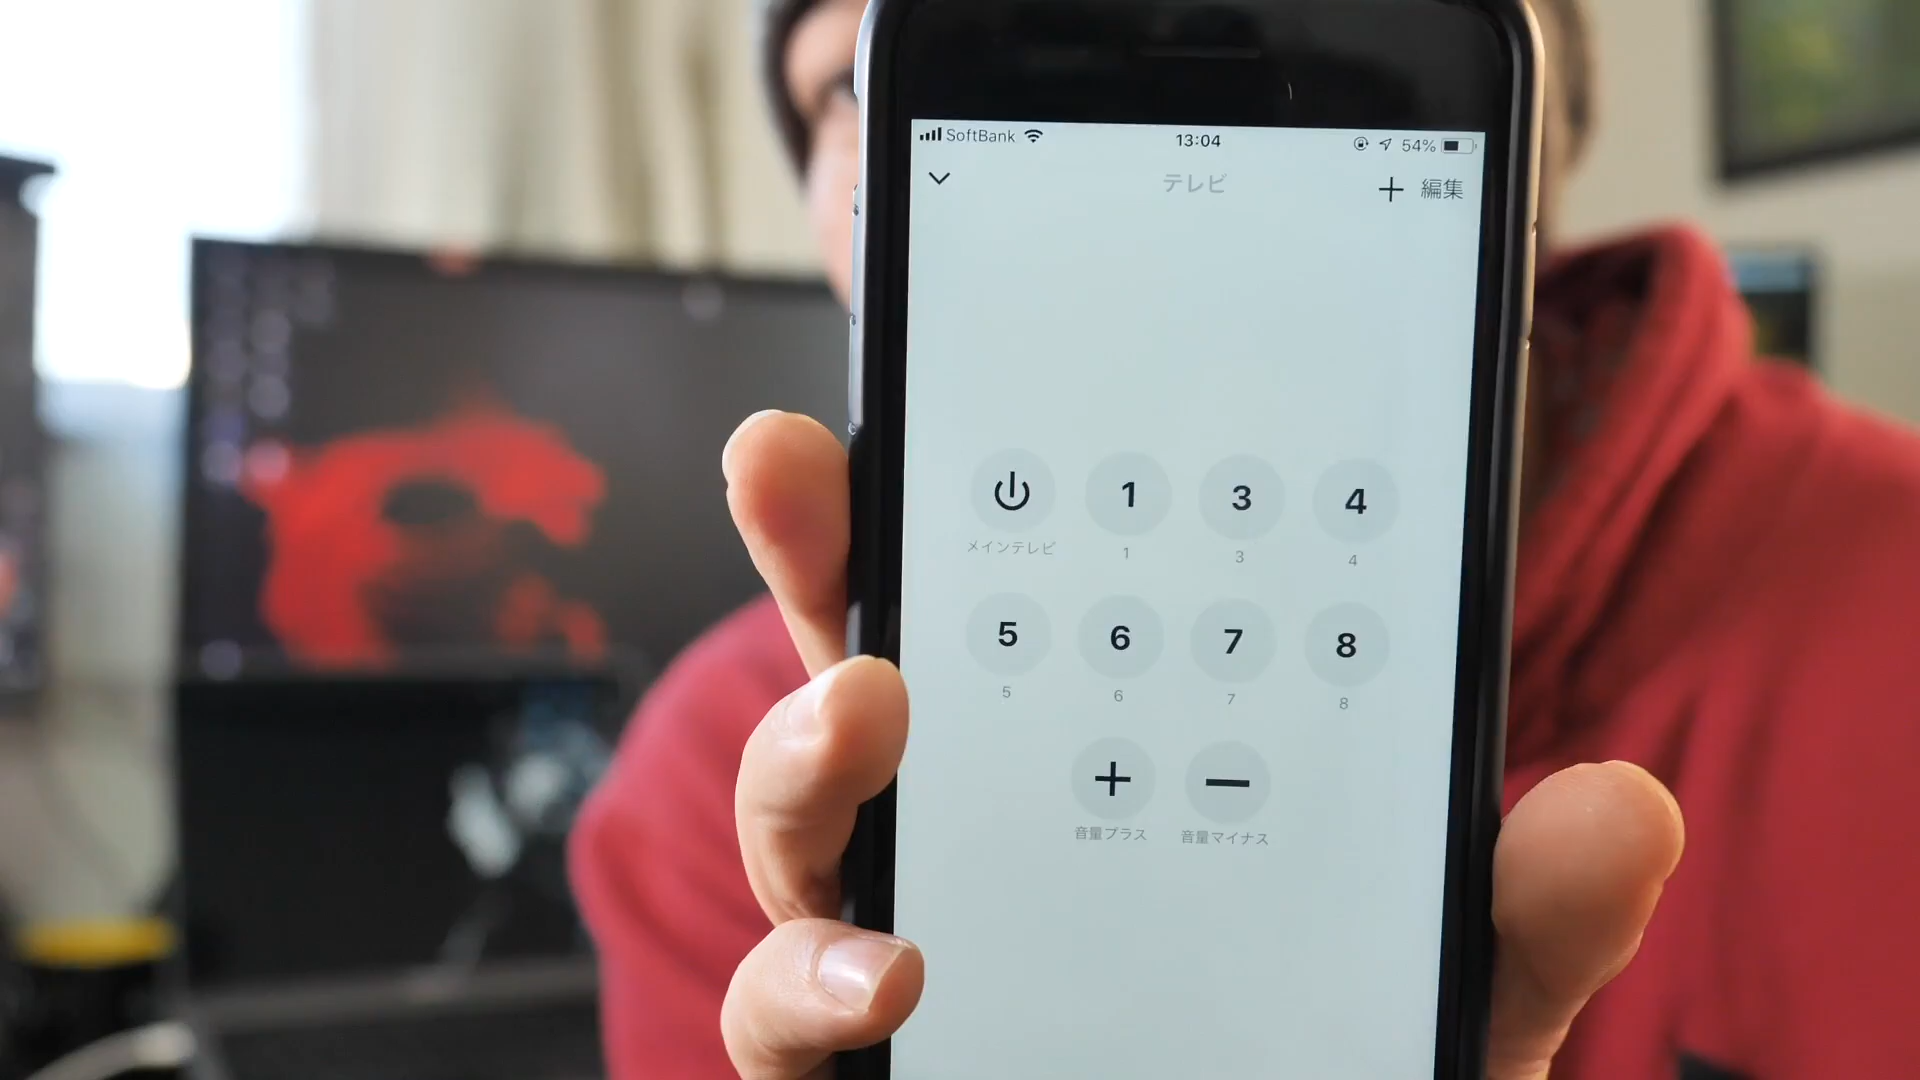 SoftBank 13:04 54%
テレビ
編集
1 3 4
メインテレビ 1 3 4
5 6 7 8
5 6 7 8
音量プラス 音量マイナス